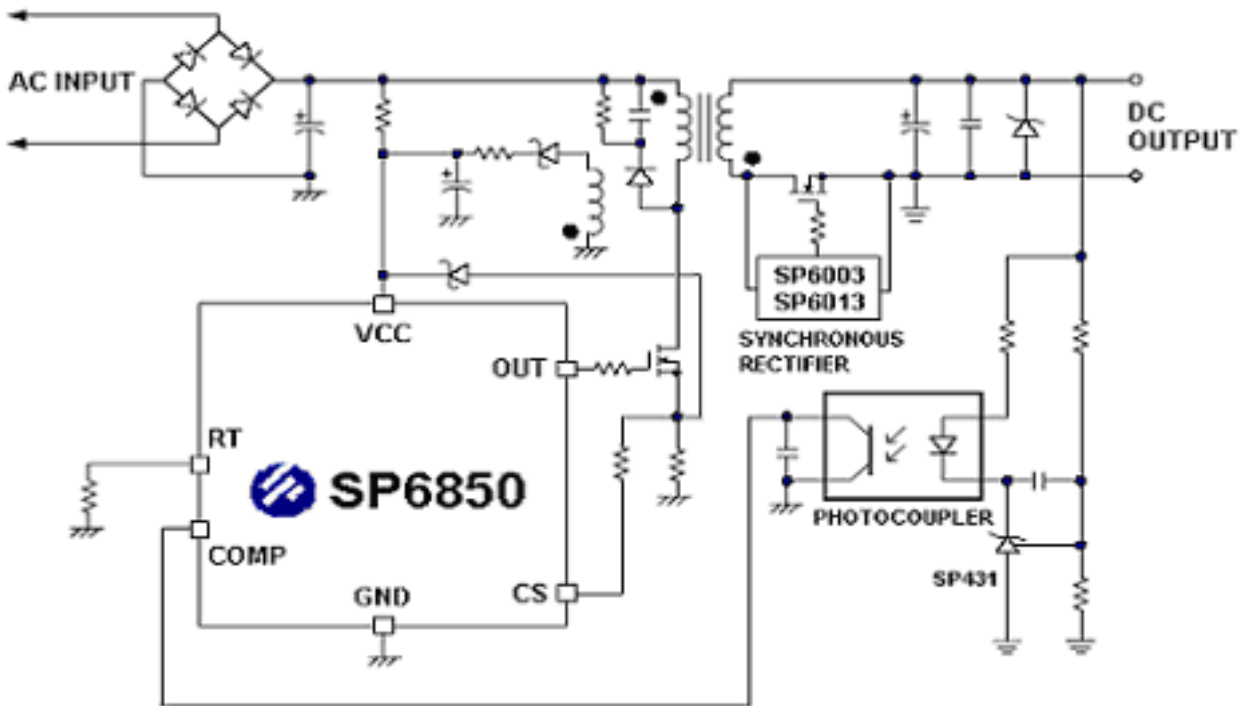 AC INPUT
DC
OUTPUT
SP6003
SP6013
SYNCHRONOUS
RECTIFIER
VCC
OUT
RT
SP6850
COMP
GND
CS
PHOTOCOUPLER
SP431